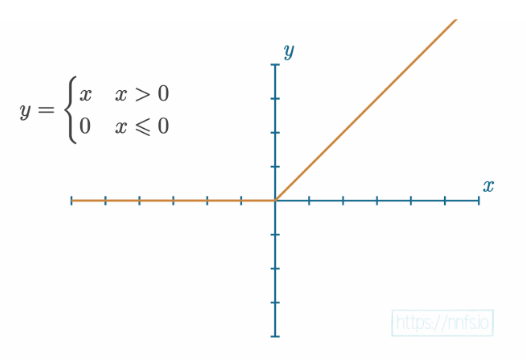 y
y = { x x > 0
0 x ⩽ 0
x
https://nnfs.io